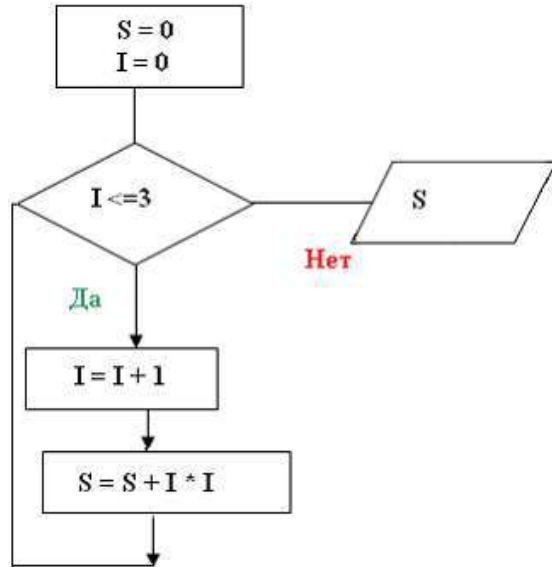 S = 0
I = 0
I <=3
S
Нет
Да
I = I + 1
S = S + I * I